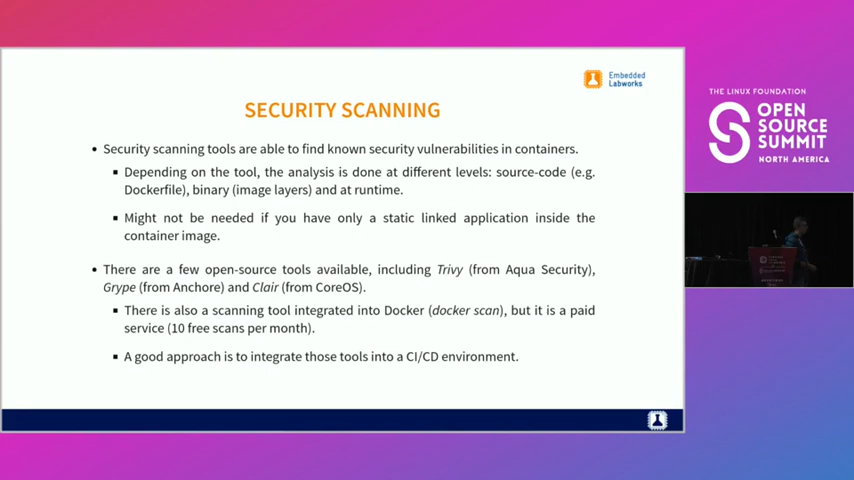 Embedded
Labworks
SECURITY SCANNING
• Security scanning tools are able to find known security vulnerabilities in containers.
▪ Depending on the tool, the analysis is done at different levels: source-code (e.g.
Dockerfile), binary (image layers) and at runtime.
▪ Might not be needed if you have only a static linked application inside the
container image.
• There are a few open-source tools available, including Trivy (from Aqua Security),
Grype (from Anchore) and Clair (from CoreOS).
▪ There is also a scanning tool integrated into Docker (docker scan), but it is a paid
service (10 free scans per month).
▪ A good approach is to integrate those tools into a CI/CD environment.
THE LINUX FOUNDATION
OPEN
SOURCE
SUMMIT
NORTH AMERICA